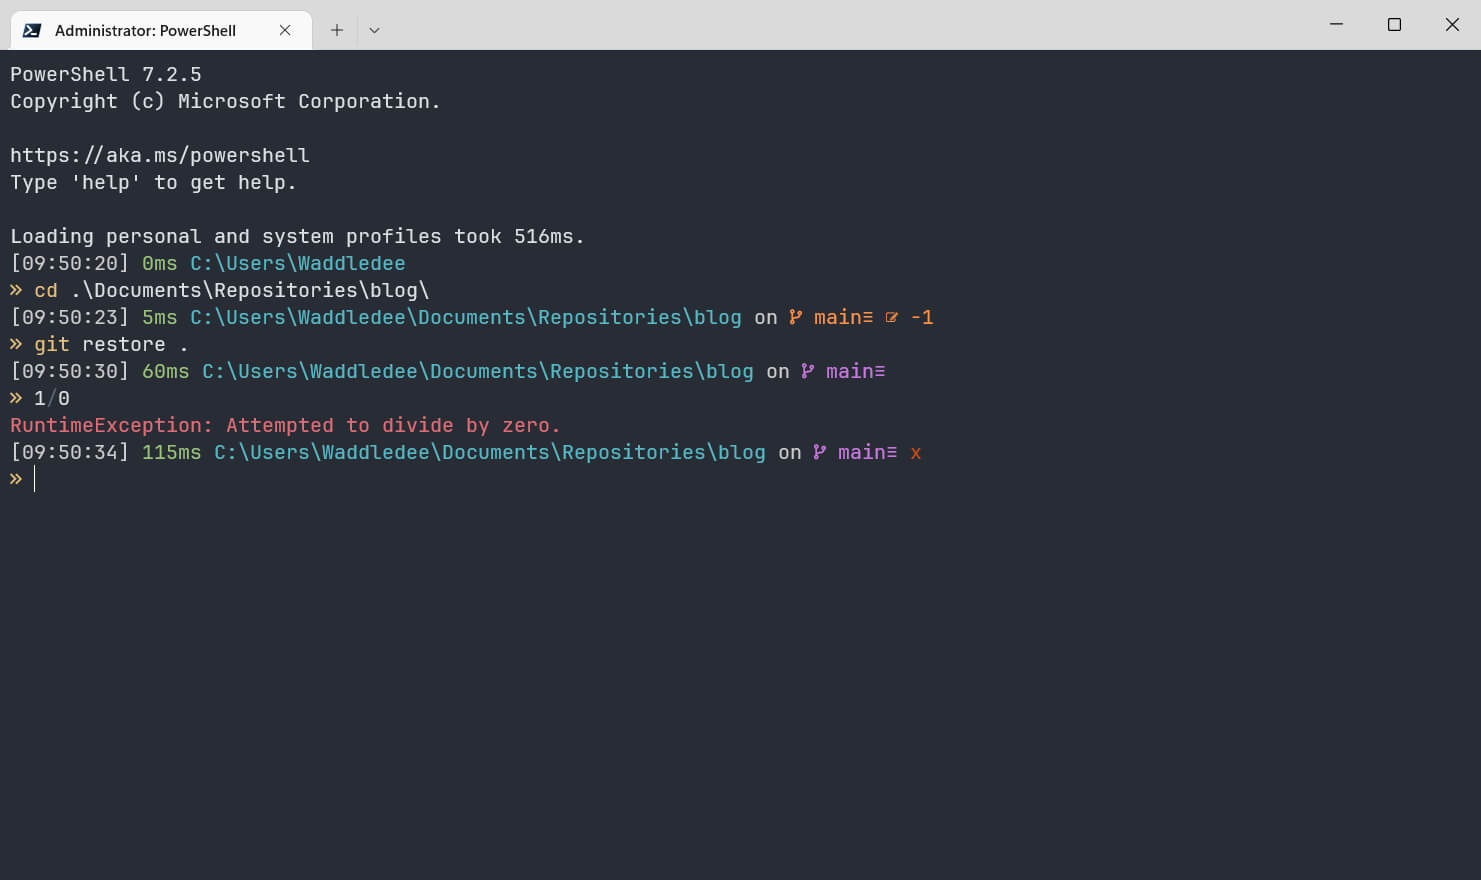 Administrator: PowerShell
PowerShell 7.2.5
Copyright (c) Microsoft Corporation.
https://aka.ms/powershell
Type 'help' to get help.
Loading personal and system profiles took 516ms.
[09:50:20] 0ms C:\Users\Waddledee
» cd .\Documents\Repositories\blog\
[09:50:23] 5ms C:\Users\Waddledee\Documents\Repositories\blog on main≡ -1
» git restore .
[09:50:30] 60ms C:\Users\Waddledee\Documents\Repositories\blog on main≡
» 1/0
RuntimeException: Attempted to divide by zero.
[09:50:34] 115ms C:\Users\Waddledee\Documents\Repositories\blog on main≡ x
»